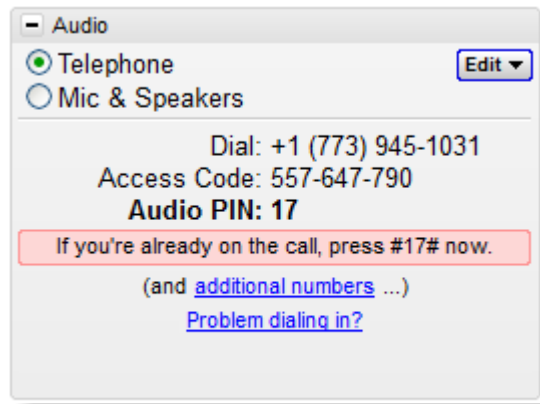 Audio
Telephone
Edit
Mic & Speakers
Dial: +1 (773) 945-1031
Access Code: 557-647-790
Audio PIN: 17
If you're already on the call, press #17# now.
(and additional numbers ...)
Problem dialing in?